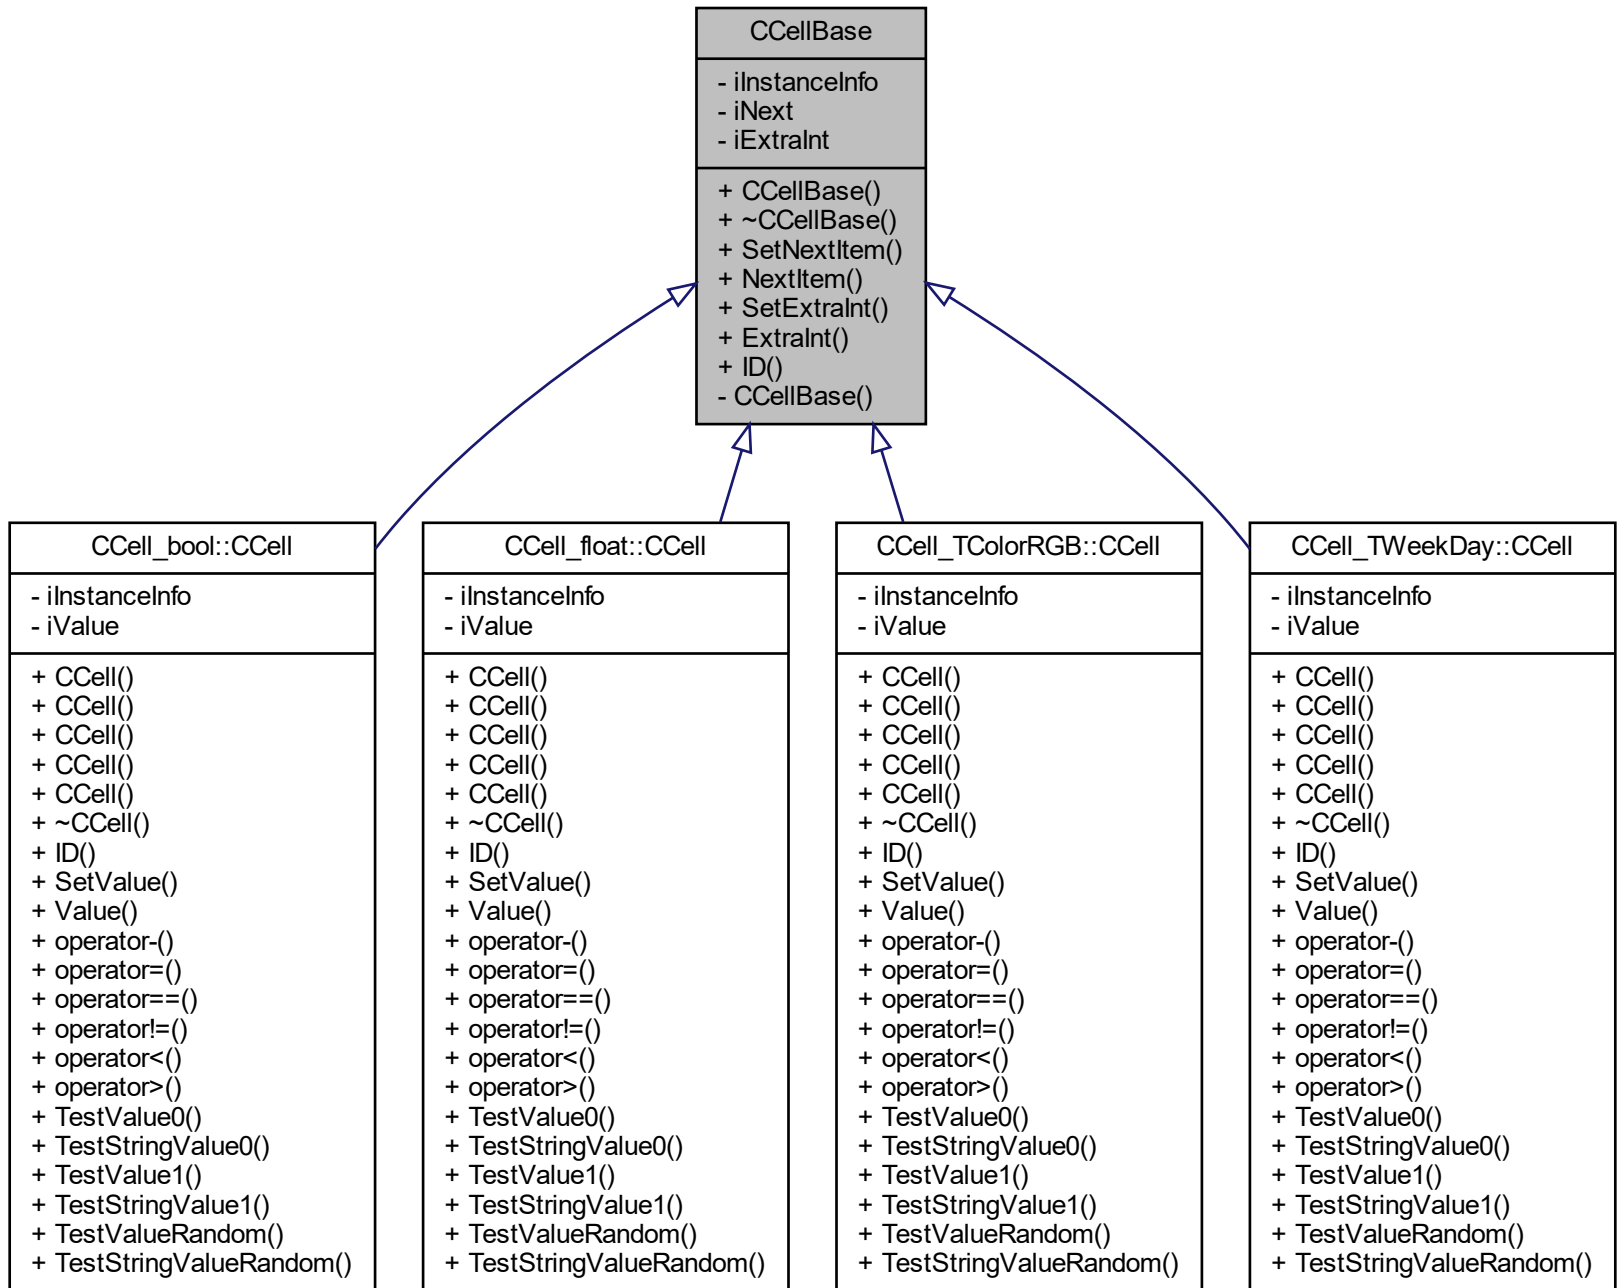 CCellBase
- iInstanceInfo
- iNext
- iExtraInt
+ CCellBase()
+ ~CCellBase()
+ SetNextItem()
+ NextItem()
+ SetExtraInt()
+ ExtraInt()
+ ID()
- CCellBase()
CCell_bool::CCell
- iInstanceInfo
- iValue
+ CCell()
+ CCell()
+ CCell()
+ CCell()
+ CCell()
+ ~CCell()
+ ID()
+ SetValue()
+ Value()
+ operator-()
+ operator=()
+ operator==()
+ operator!=()
+ operator<()
+ operator>()
+ TestValue0()
+ TestStringValue0()
+ TestValue1()
+ TestStringValue1()
+ TestValueRandom()
+ TestStringValueRandom()
CCell_float::CCell
- iInstanceInfo
- iValue
+ CCell()
+ CCell()
+ CCell()
+ CCell()
+ CCell()
+ ~CCell()
+ ID()
+ SetValue()
+ Value()
+ operator-()
+ operator=()
+ operator==()
+ operator!=()
+ operator<()
+ operator>()
+ TestValue0()
+ TestStringValue0()
+ TestValue1()
+ TestStringValue1()
+ TestValueRandom()
+ TestStringValueRandom()
CCell_TColorRGB::CCell
- iInstanceInfo
- iValue
+ CCell()
+ CCell()
+ CCell()
+ CCell()
+ CCell()
+ ~CCell()
+ ID()
+ SetValue()
+ Value()
+ operator-()
+ operator=()
+ operator==()
+ operator!=()
+ operator<()
+ operator>()
+ TestValue0()
+ TestStringValue0()
+ TestValue1()
+ TestStringValue1()
+ TestValueRandom()
+ TestStringValueRandom()
CCell_TWeekDay::CCell
- iInstanceInfo
- iValue
+ CCell()
+ CCell()
+ CCell()
+ CCell()
+ CCell()
+ ~CCell()
+ ID()
+ SetValue()
+ Value()
+ operator-()
+ operator=()
+ operator==()
+ operator!=()
+ operator<()
+ operator>()
+ TestValue0()
+ TestStringValue0()
+ TestValue1()
+ TestStringValue1()
+ TestValueRandom()
+ TestStringValueRandom()